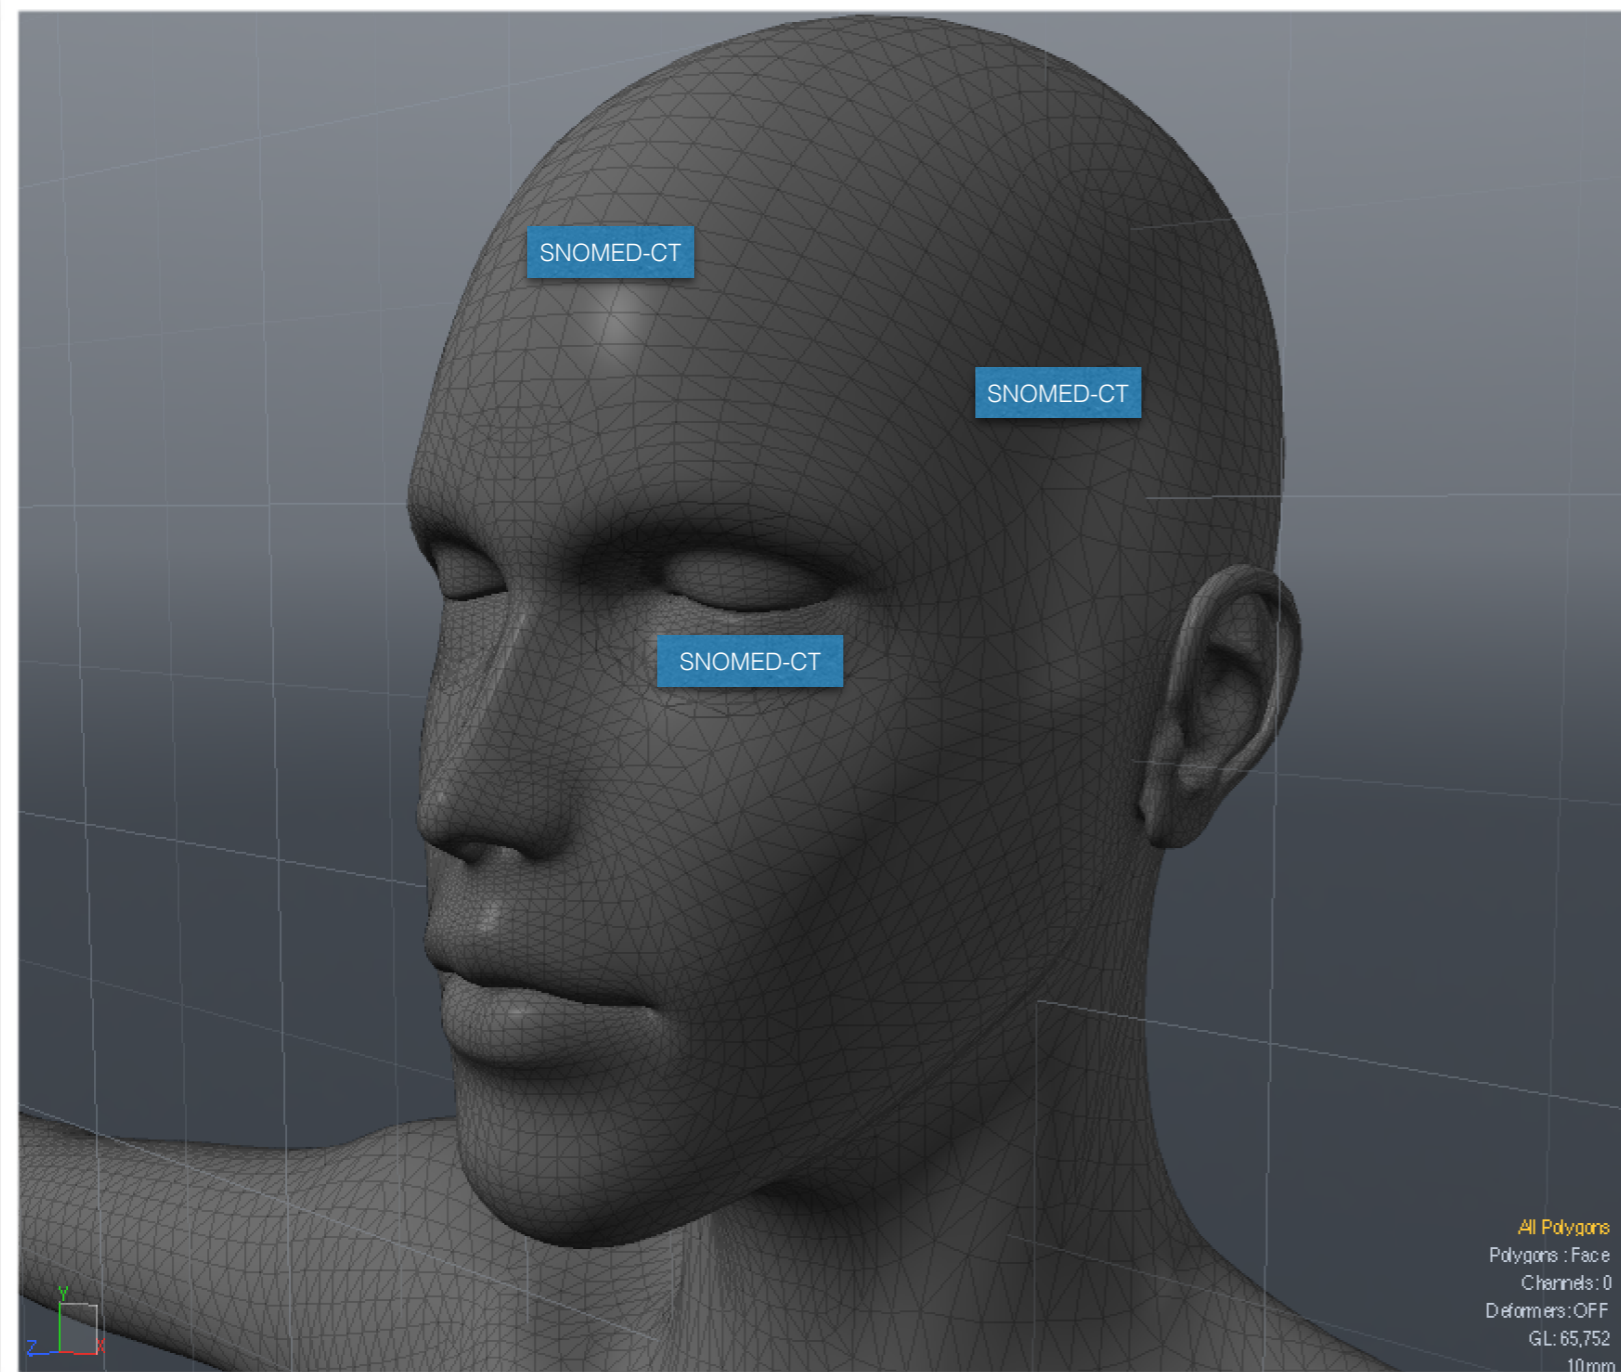 SNOMED-CT
SNOMED-CT
SNOMED-CT
All Polygons
Polygons : Face
Channels: 0
Deformers: OFF
GL: 65,752
10 mm
Y
Z
X